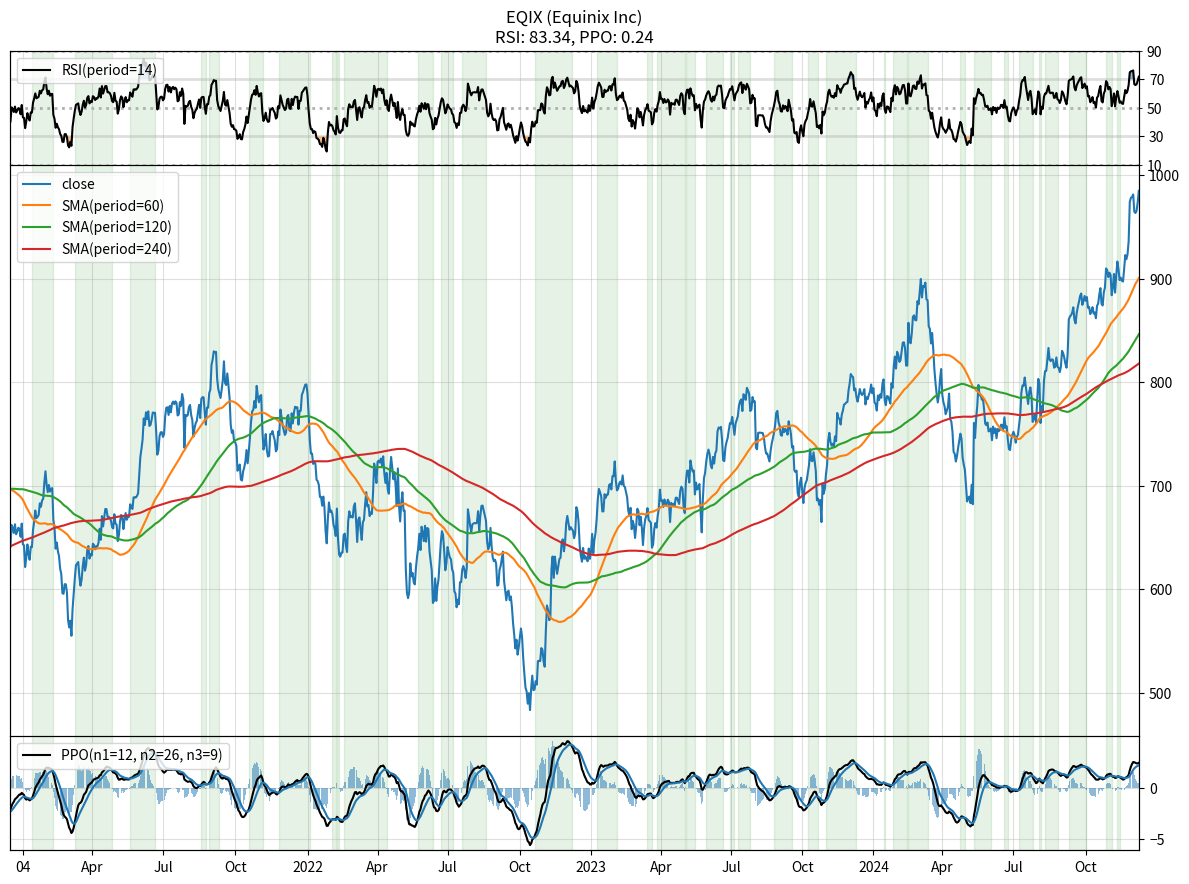 EQIX (Equinix Inc)
RSI: 83.34, PPO: 0.24
RSI(period=14)
90
70
50
30
10
close
SMA(period=60)
SMA(period=120)
SMA(period=240)
1000
900
800
700
600
500
PPO(n1=12, n2=26, n3=9)
0
−5
04 Apr Jul Oct 2022 Apr Jul Oct 2023 Apr Jul Oct 2024 Apr Jul Oct